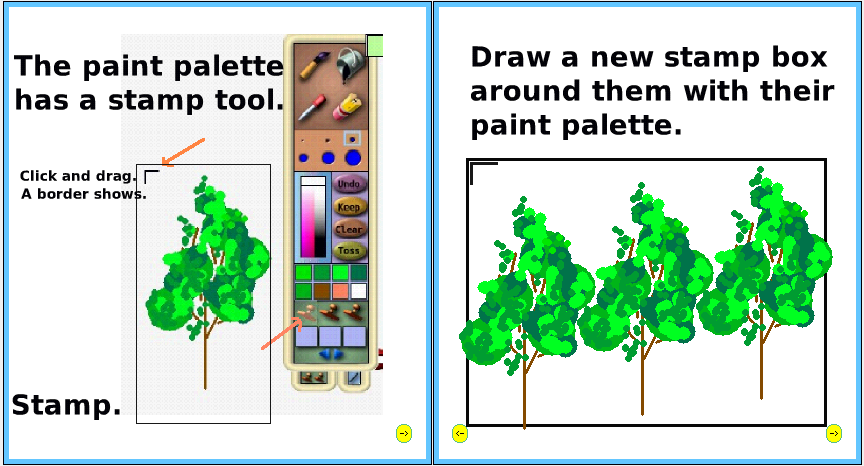 The paint palette
has a stamp tool.
Click and drag.
A border shows.
Undo
Keep
Clear
Toss
Stamp.
Draw a new stamp box
around them with their
paint palette.